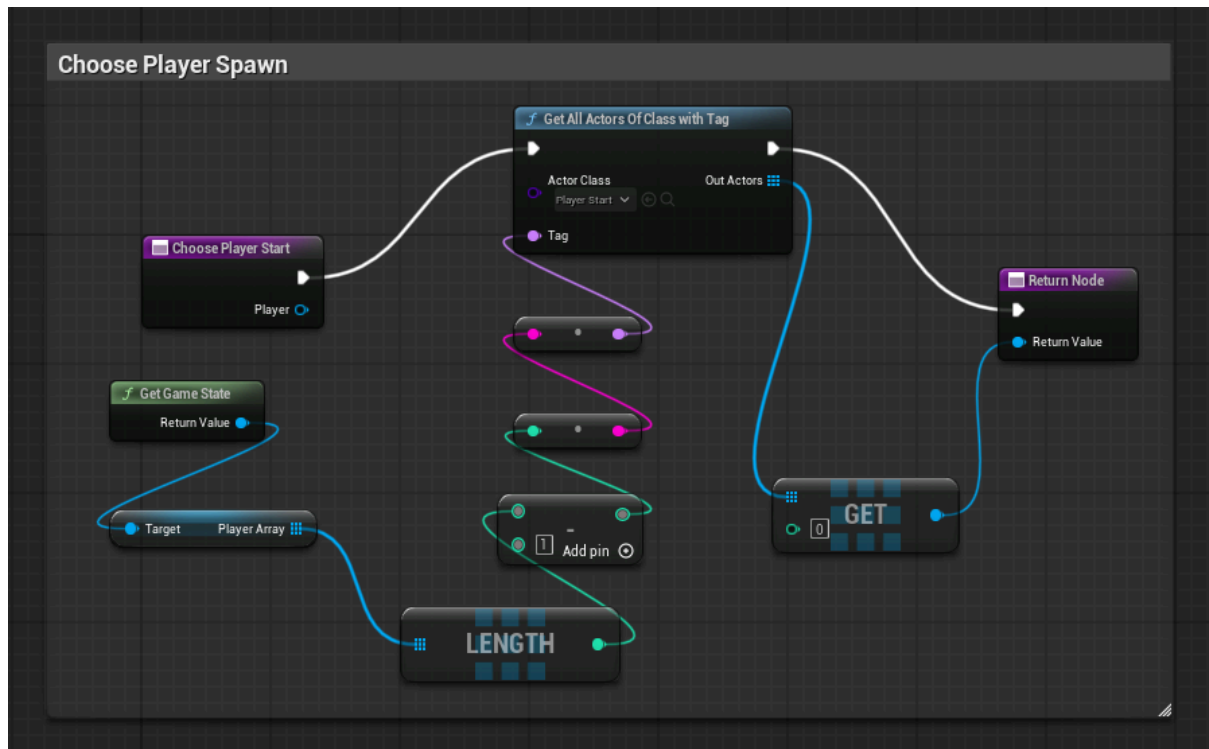 Choose Player Spawn
f Get All Actors Of Class with Tag
Actor Class
Out Actors
Player Start
Tag
Choose Player Start
Player
Return Node
Return Value
f Get Game State
Return Value
Target
Player Array
-
1
Add pin
GET
0
LENGTH